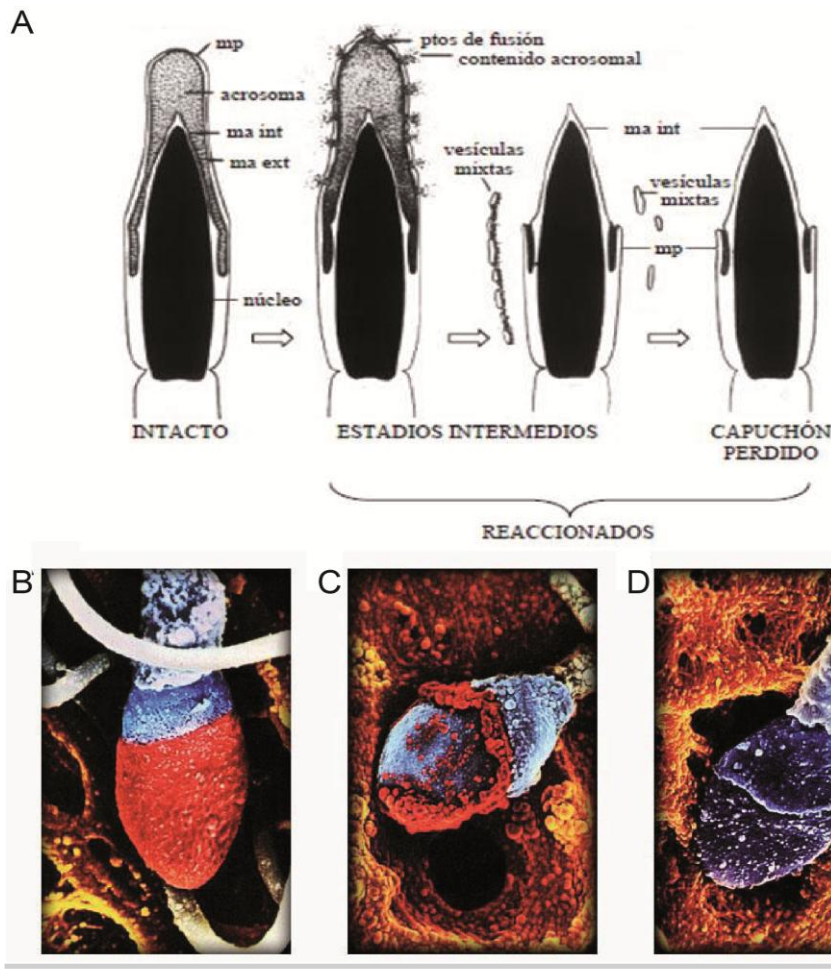 A
mp
acrosoma
ma int
ma ext
núcleo
INTACTO
ptos de fusión
contenido acrosomal
vesículas
mixtas
ESTADIOS INTERMEDIOS
ma int
vesículas
mixtas
mp
CAPUCHÓN
PERDIDO
REACCIONADOS
B
C
D